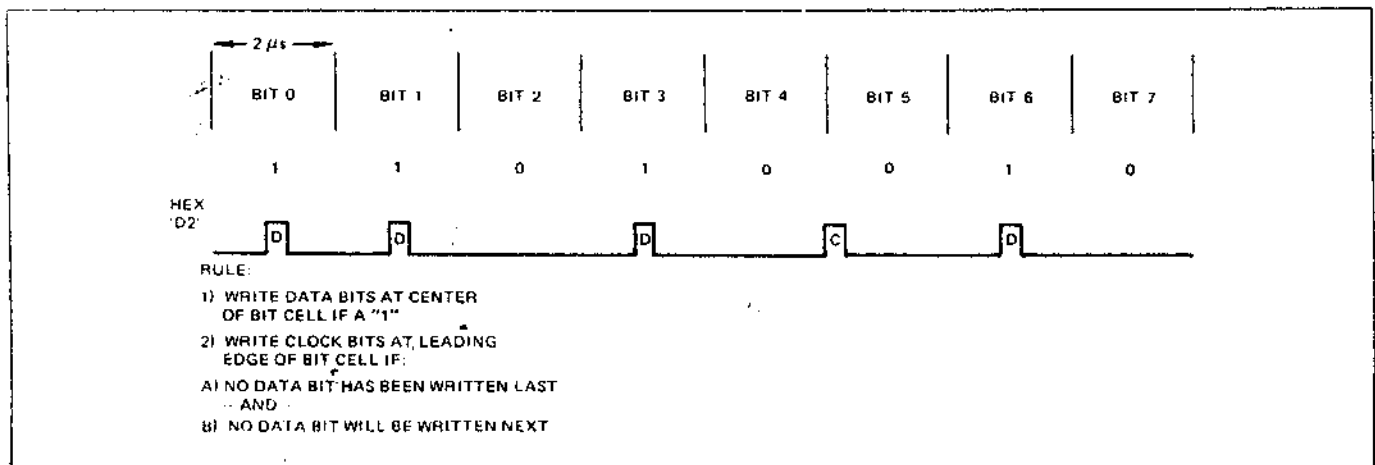 2 μs
BIT 0 BIT 1 BIT 2 BIT 3 BIT 4 BIT 5 BIT 6 BIT 7
1 1 0 1 0 0 1 0
HEX
'D2'
D D D C D
RULE:
1) WRITE DATA BITS AT CENTER
OF BIT CELL IF A "1"
2) WRITE CLOCK BITS AT LEADING
EDGE OF BIT CELL IF:
A) NO DATA BIT HAS BEEN WRITTEN LAST
-- AND --
B) NO DATA BIT WILL BE WRITTEN NEXT